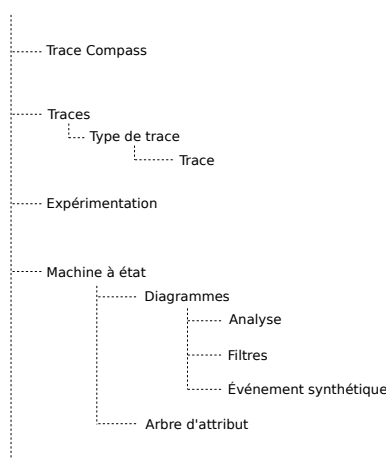 Trace Compass
Traces
Type de trace
Trace
Expérimentation
Machine à état
Diagrammes
Analyse
Filtres
Événement synthétique
Arbre d'attribut